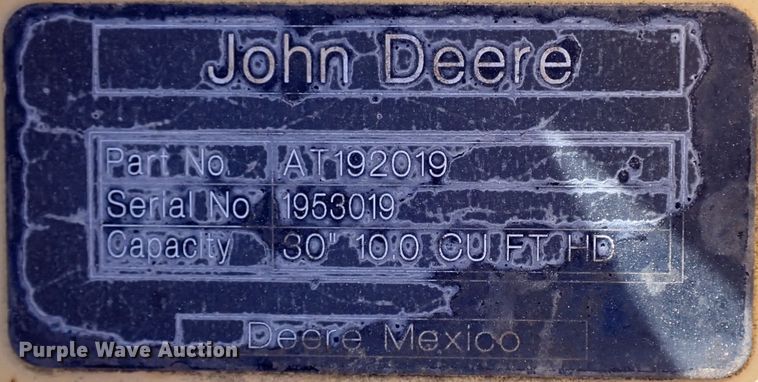 John Deere
Part No AT192019
Serial No 1953019
Capacity 30" 10.0 CU FT HD
Deere Mexico
Purple Wave Auction